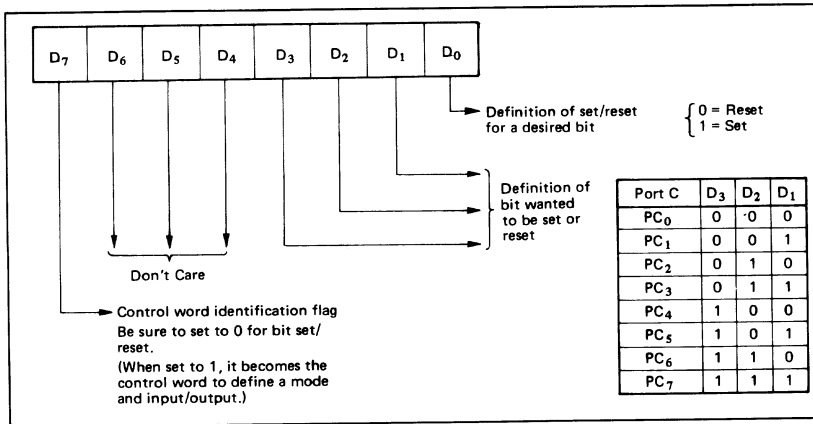 D7 D6 D5 D4 D3 D2 D1 D0
Definition of set/reset
for a desired bit
0 = Reset
1 = Set
Definition of
bit wanted
to be set or
reset
Don't Care
Control word identification flag
Be sure to set to 0 for bit set/
reset.
(When set to 1, it becomes the
control word to define a mode
and input/output.)
Port C D3 D2 D1
PC0 0 0 0
PC1 0 0 1
PC2 0 1 0
PC3 0 1 1
PC4 1 0 0
PC5 1 0 1
PC6 1 1 0
PC7 1 1 1